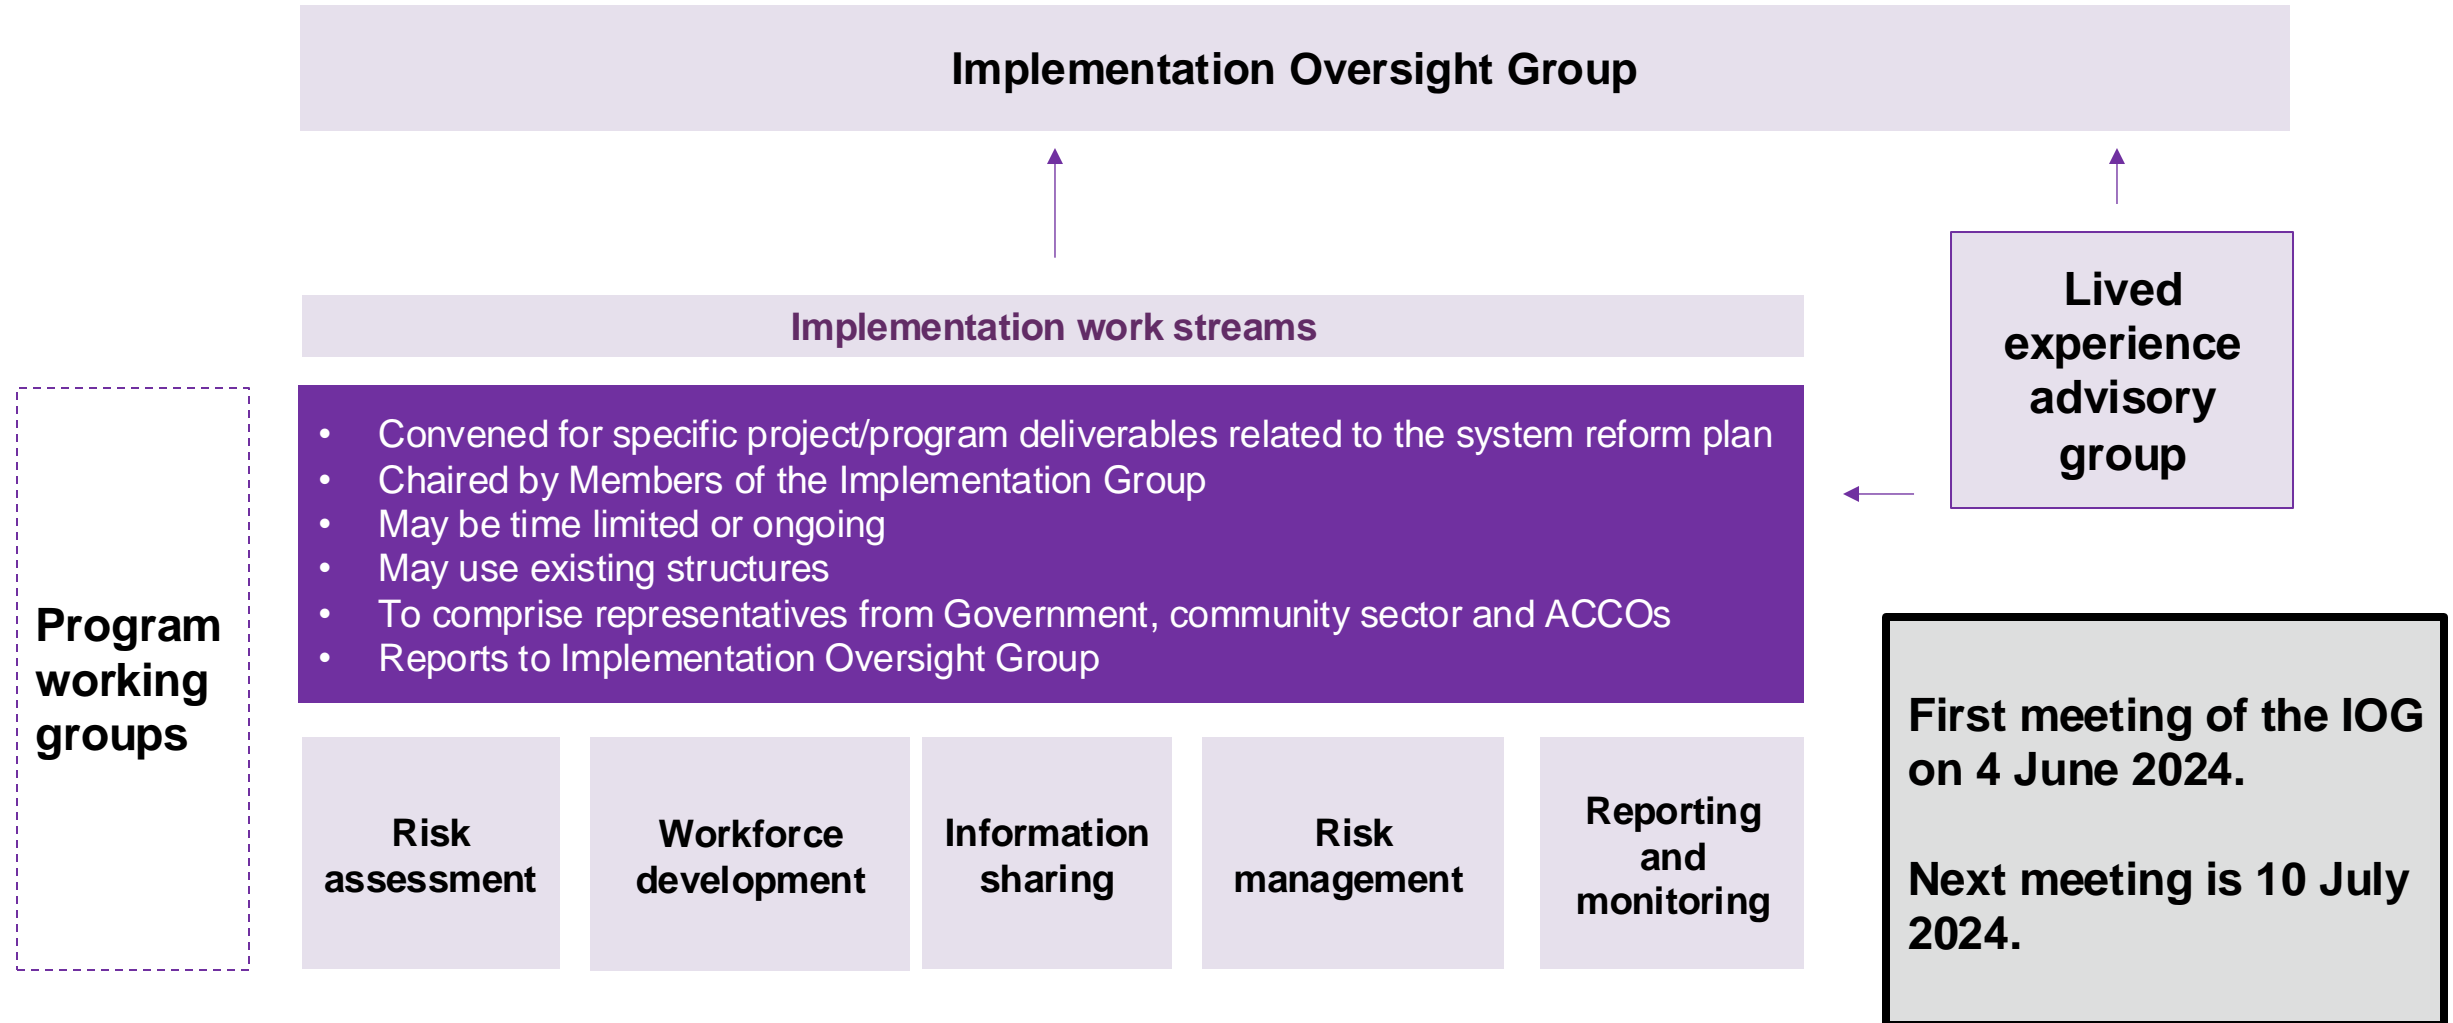 Implementation Oversight Group
Implementation work streams
• Convened for specific project/program deliverables related to the system reform plan
• Chaired by Members of the Implementation Group
• May be time limited or ongoing
• May use existing structures
• To comprise representatives from Government, community sector and ACCOs
• Reports to Implementation Oversight Group
Lived
experience
advisory
group
Program
working
groups
Risk
assessment
Workforce
development
Information
sharing
Risk
management
Reporting
and
monitoring
First meeting of the IOG
on 4 June 2024.
Next meeting is 10 July
2024.